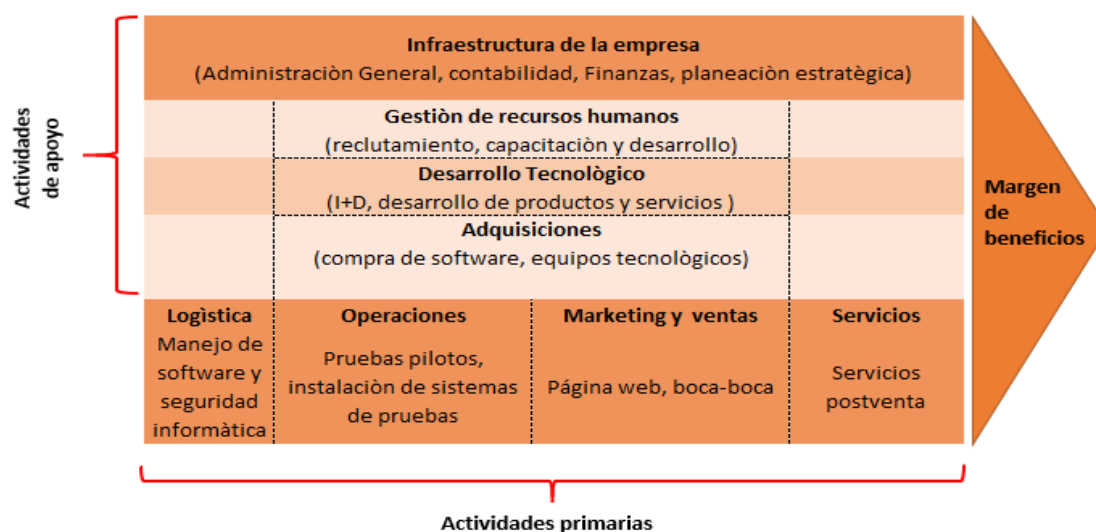 Infraestructura de la empresa
(Administraciòn General, contabilidad, Finanzas, planeaciòn estratègica)
Actividades
de apoyo
Gestiòn de recursos humanos
(reclutamiento, capacitaciòn y desarrollo)
Desarrollo Tecnològico
(I+D, desarrollo de productos y servicios )
Adquisiciones
(compra de software, equipos tecnològicos)
Margen
de
beneficios
Logìstica
Manejo de
software y
seguridad
informàtica
Operaciones
Pruebas pilotos,
instalaciòn de sistemas
de pruebas
Marketing y ventas
Página web, boca-boca
Servicios
Servicios
postventa
Actividades primarias